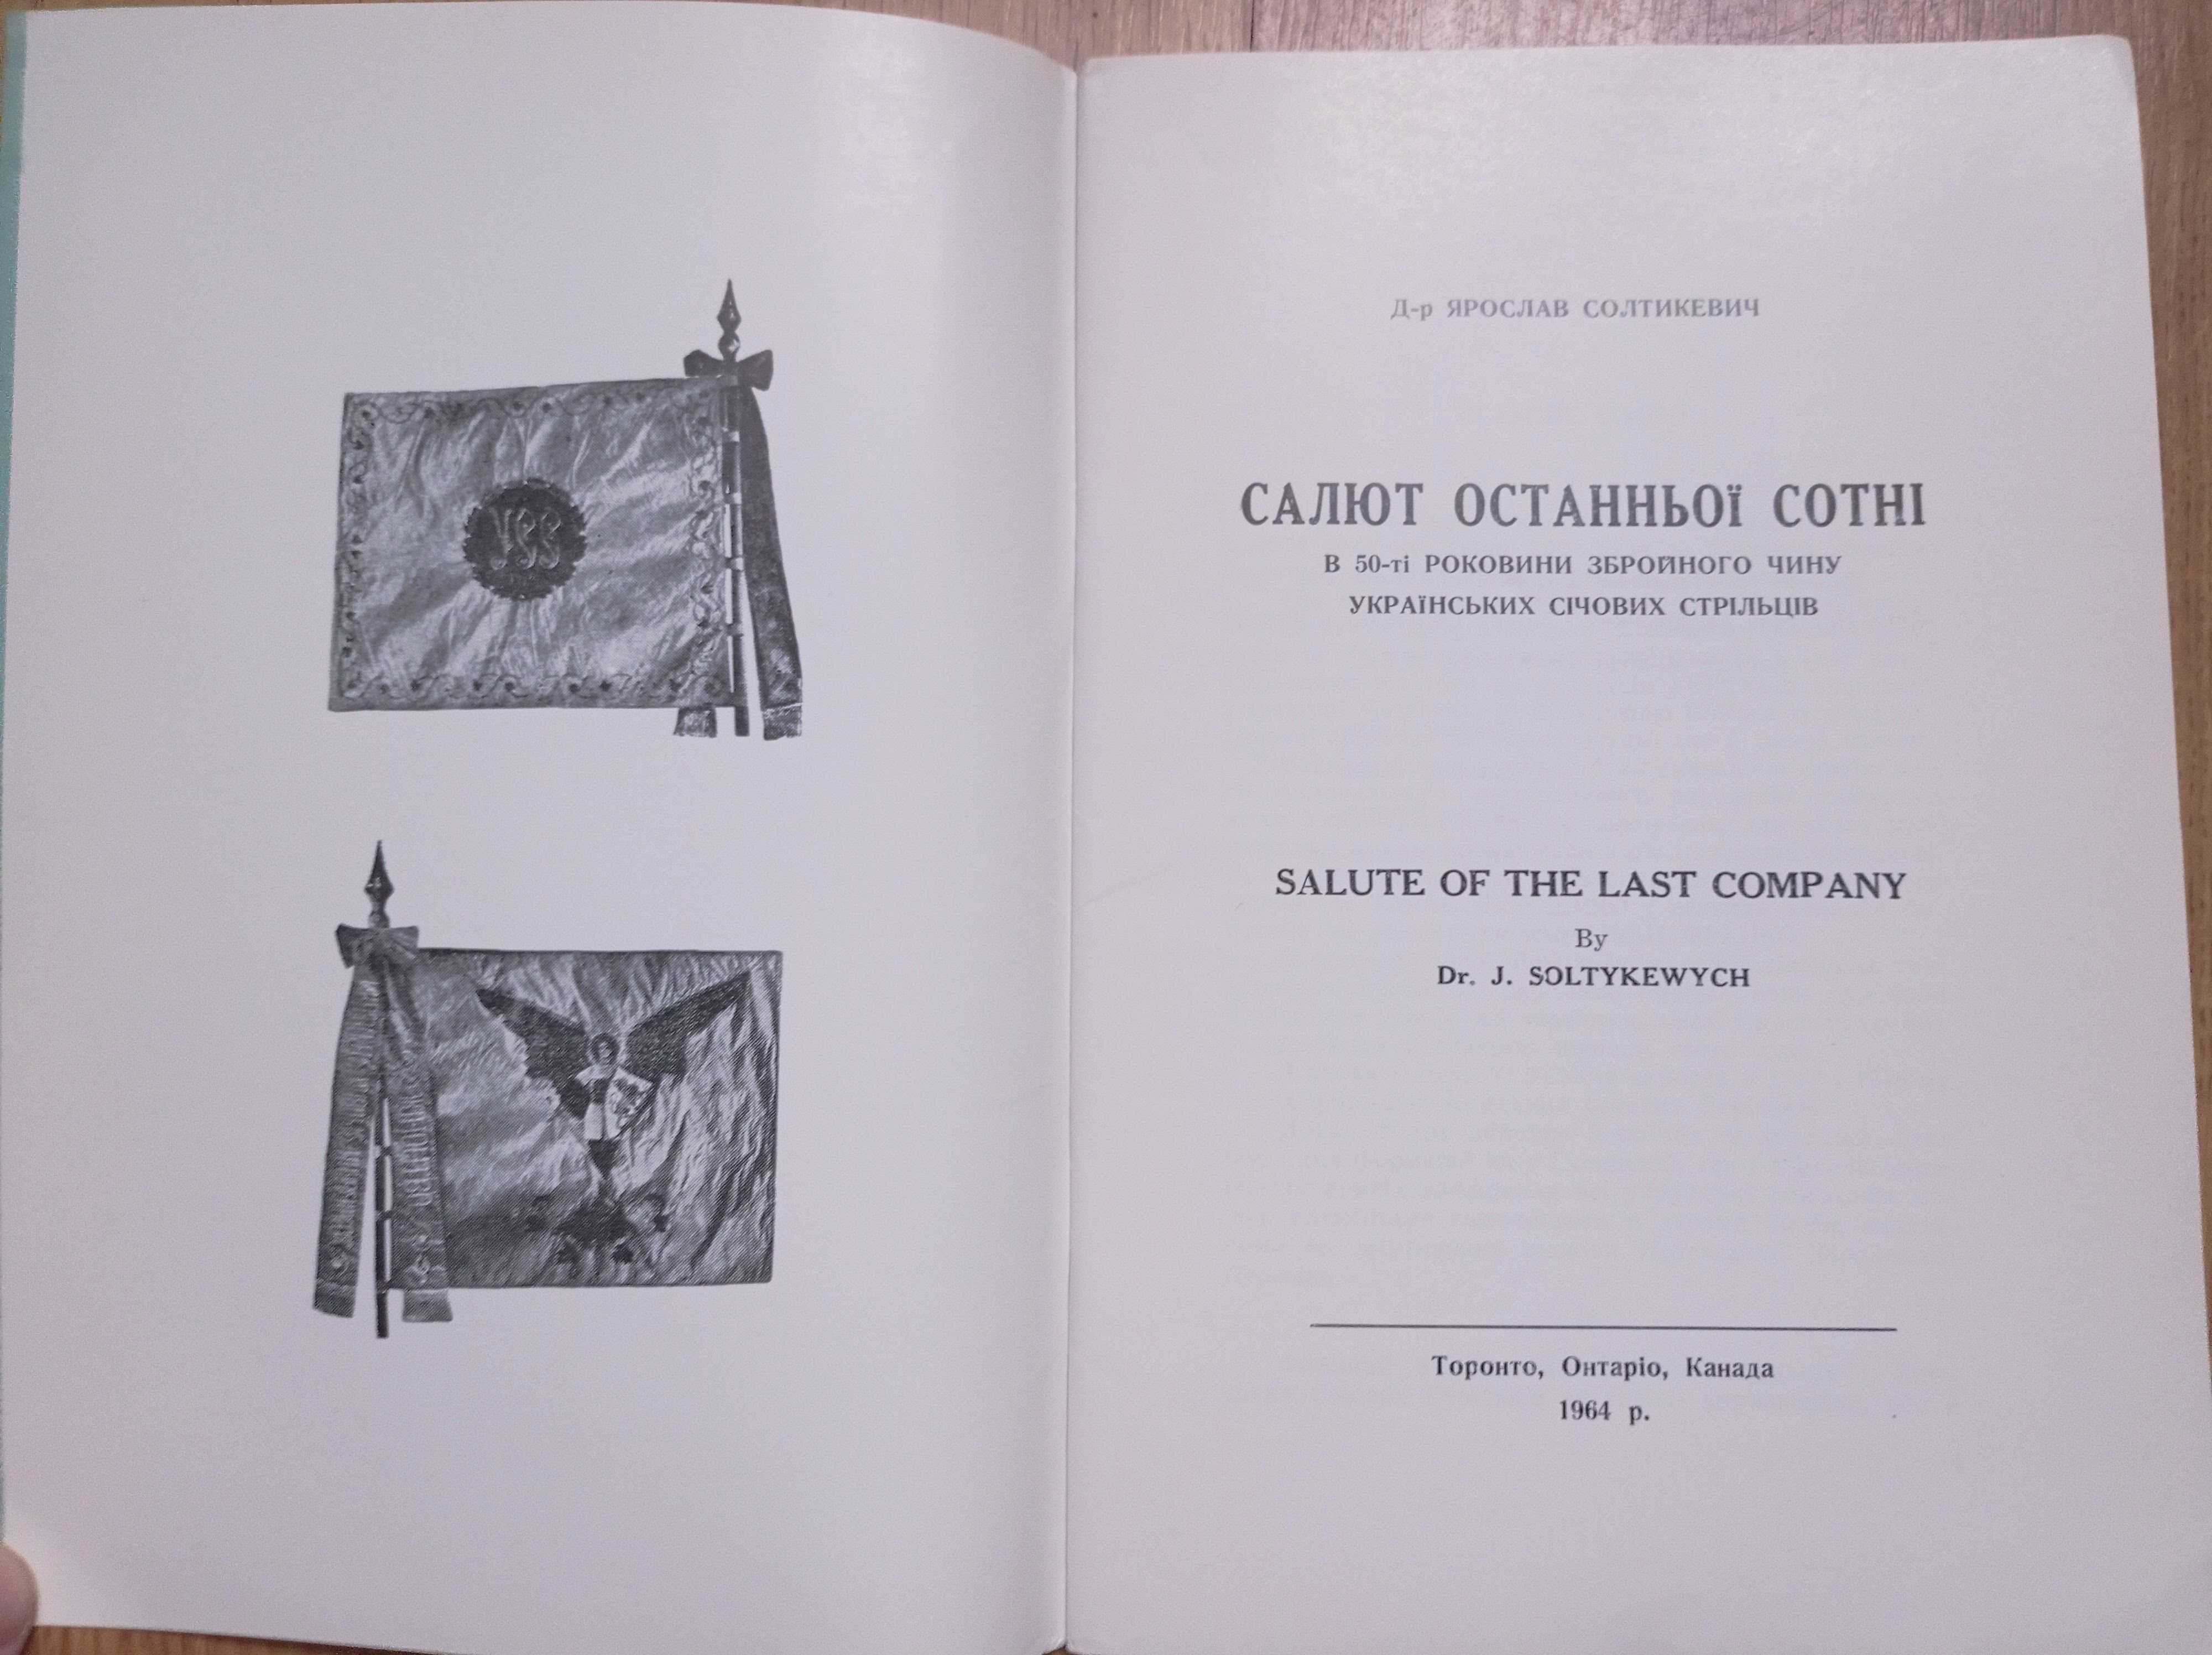 Д-р ЯРОСЛАВ СОЛТИКЕВИЧ
САЛЮТ ОСТАННЬОЇ СОТНІ
В 50-ті РОКОВИНИ ЗБРОЙНОГО ЧИНУ
УКРАЇНСЬКИХ СІЧОВИХ СТРІЛЬЦІВ
SALUTE OF THE LAST COMPANY
By
Dr. J. SOLTYKEWYCH
Торонто, Онтаріо, Канада
1964 р.